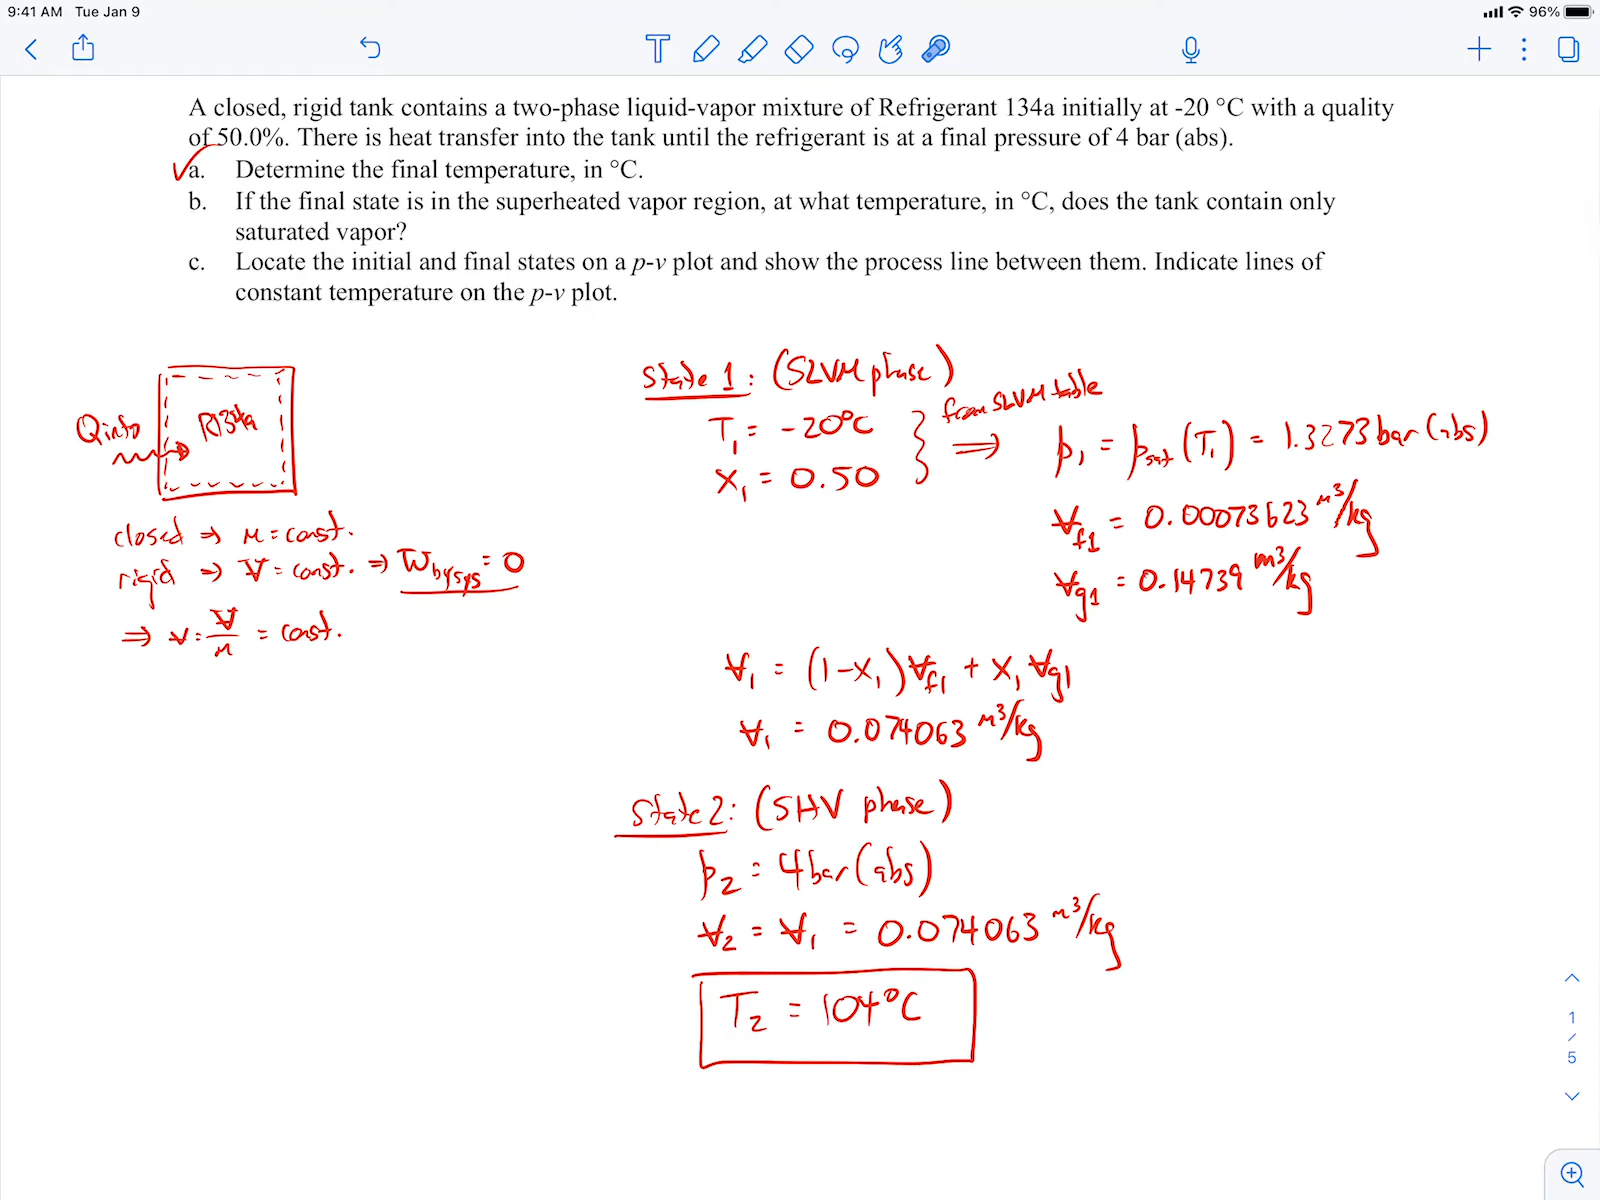 9:41 AM Tue Jan 9
96%
A closed, rigid tank contains a two-phase liquid-vapor mixture of Refrigerant 134a initially at -20 °C with a quality
of 50.0%. There is heat transfer into the tank until the refrigerant is at a final pressure of 4 bar (abs).
a. Determine the final temperature, in °C.
b. If the final state is in the superheated vapor region, at what temperature, in °C, does the tank contain only
saturated vapor?
c. Locate the initial and final states on a p-v plot and show the process line between them. Indicate lines of
constant temperature on the p-v plot.
Qinto
R134a
closed ⇒ M = const.
rigid ⇒ V = const. ⇒ W by sys = 0
⇒ v = V/M = const.
State 1: (SLVM phase)
T1 = -20°C
x1 = 0.50
from SLVM table
⇒ p1 = psat (T1) = 1.3273 bar (abs)
vf1 = 0.00073623 m³/kg
vg1 = 0.14739 m³/kg
v1 = (1-x1) vf1 + x1 vg1
v1 = 0.074063 m³/kg
State 2: (SHV phase)
p2 = 4 bar (abs)
v2 = v1 = 0.074063 m³/kg
T2 = 104°C
1
/
5